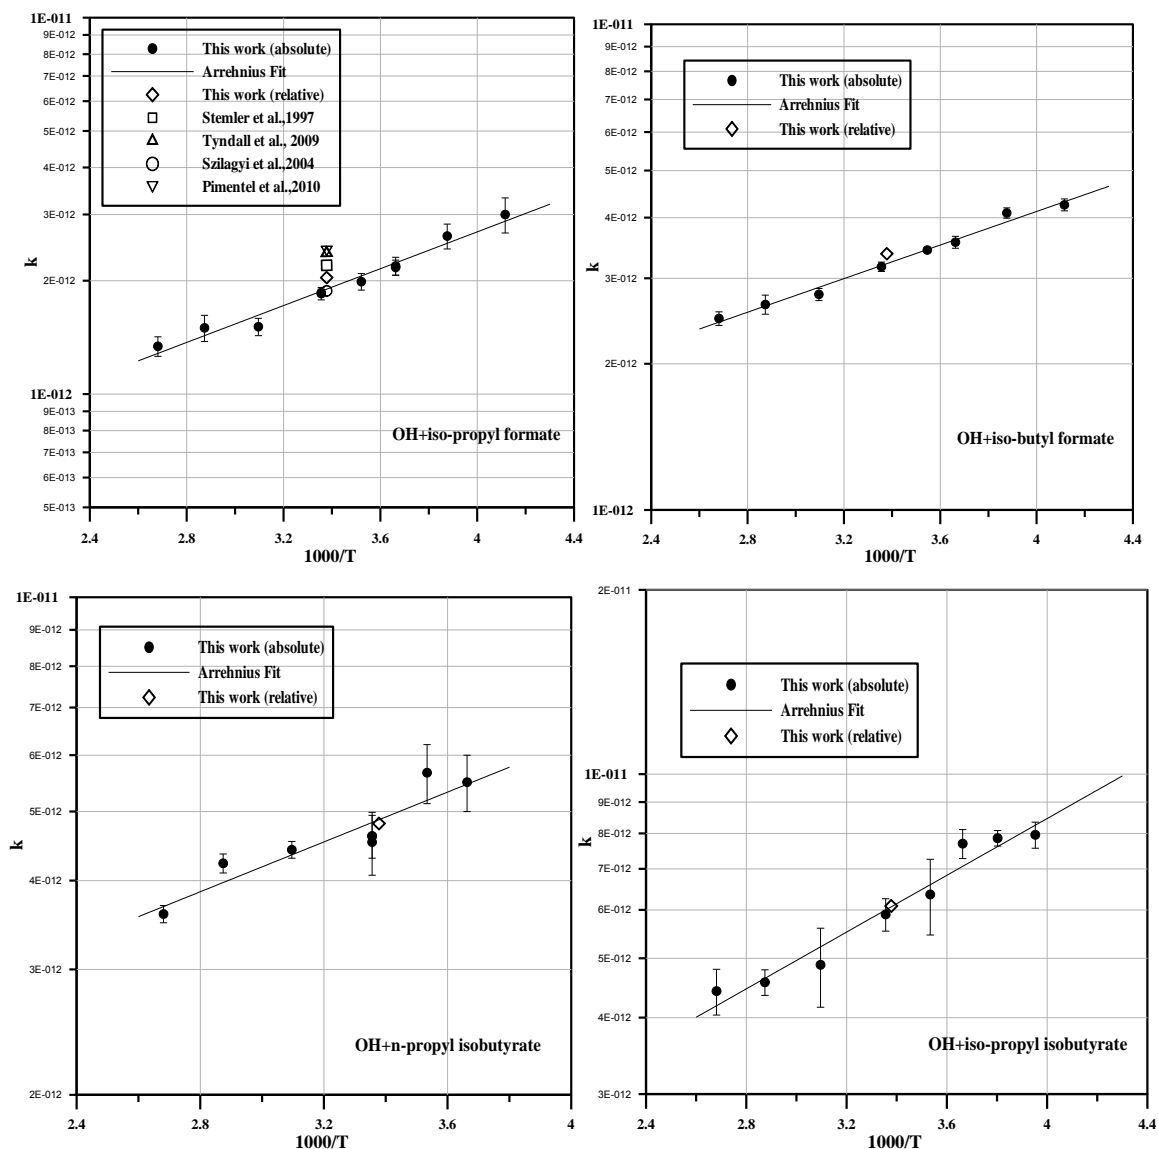 1E-011
9E-012
8E-012
7E-012
6E-012
5E-012
4E-012
3E-012
2E-012
1E-012
9E-013
8E-013
7E-013
6E-013
5E-013
k
This work (absolute)
Arrehnius Fit
This work (relative)
Stemler et al.,1997
Tyndall et al., 2009
Szilagyi et al.,2004
Pimentel et al.,2010
OH+iso-propyl formate
2.4 2.8 3.2 3.6 4 4.4
1000/T
1E-011
9E-012
8E-012
7E-012
6E-012
5E-012
4E-012
3E-012
2E-012
1E-012
k
This work (absolute)
Arrehnius Fit
This work (relative)
OH+iso-butyl formate
2.4 2.8 3.2 3.6 4 4.4
1000/T
1E-011
9E-012
8E-012
7E-012
6E-012
5E-012
4E-012
3E-012
2E-012
k
This work (absolute)
Arrehnius Fit
This work (relative)
OH+n-propyl isobutyrate
2.4 2.8 3.2 3.6 4
1000/T
2E-011
1E-011
9E-012
8E-012
7E-012
6E-012
5E-012
4E-012
3E-012
k
This work (absolute)
Arrehnius Fit
This work (relative)
OH+iso-propyl isobutyrate
2.4 2.8 3.2 3.6 4 4.4
1000/T